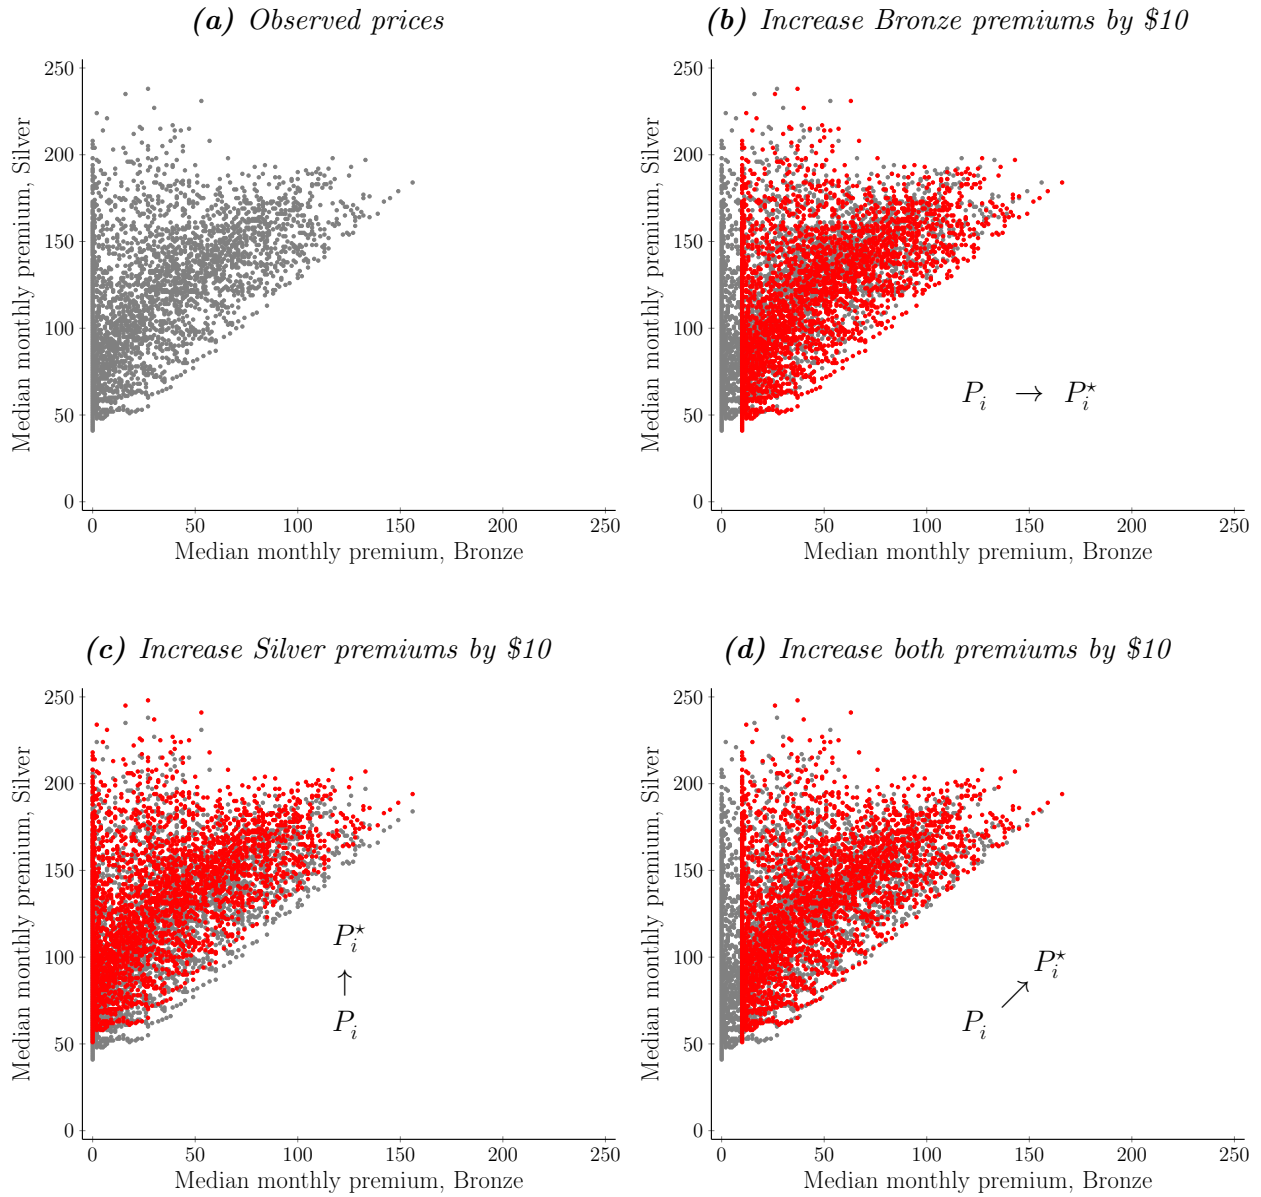 (a) Observed prices
250
200
150
100
50
0
Median monthly premium, Silver
0 50 100 150 200 250
Median monthly premium, Bronze
(b) Increase Bronze premiums by $10
250
200
150
100
50
0
Median monthly premium, Silver
P_i → P_i^⋆
0 50 100 150 200 250
Median monthly premium, Bronze
(c) Increase Silver premiums by $10
250
200
150
100
50
0
Median monthly premium, Silver
P_i^⋆
↑
P_i
0 50 100 150 200 250
Median monthly premium, Bronze
(d) Increase both premiums by $10
250
200
150
100
50
0
Median monthly premium, Silver
P_i^⋆
↗
P_i
0 50 100 150 200 250
Median monthly premium, Bronze